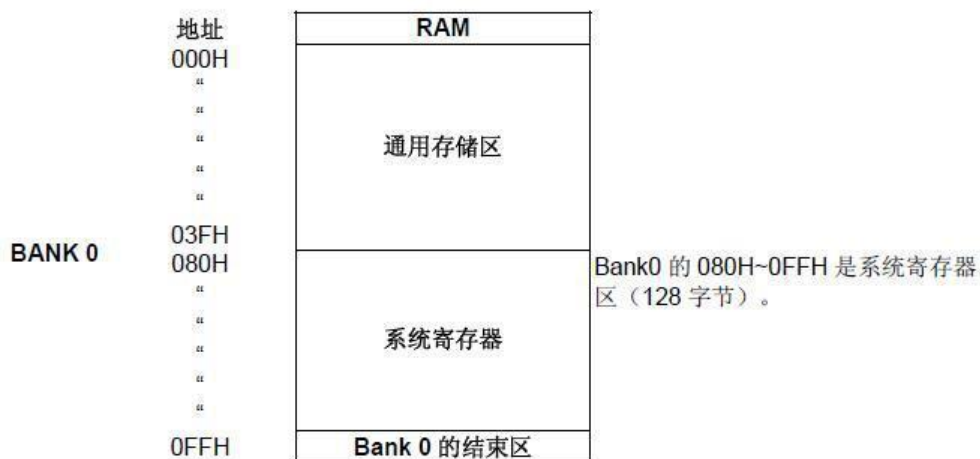 地址
RAM
000H
“
“
“
“
“
通用存储区
03FH
BANK 0
080H
“
“
“
“
“
系统寄存器
Bank0 的 080H~0FFH 是系统寄存器
区（128 字节）。
0FFH
Bank 0 的结束区